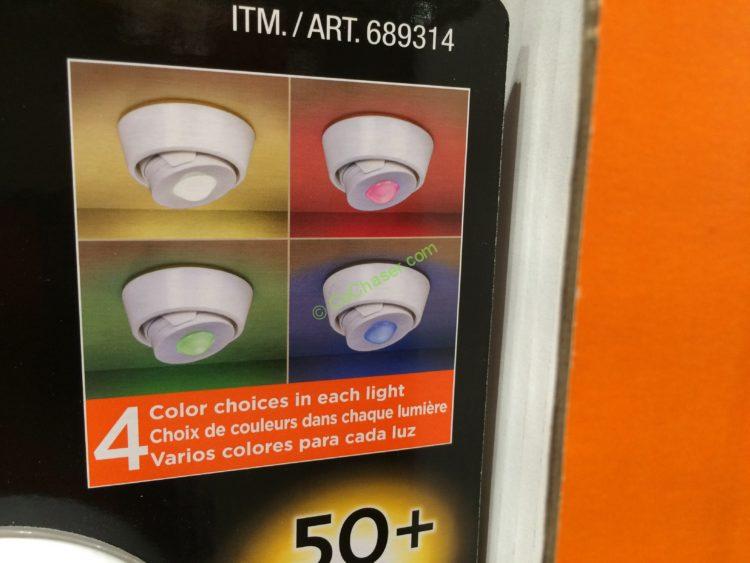 ITM. / ART. 689314
© CoChaser.com
4 Color choices in each light
Choix de couleurs dans chaque lumière
Varios colores para cada luz
50+